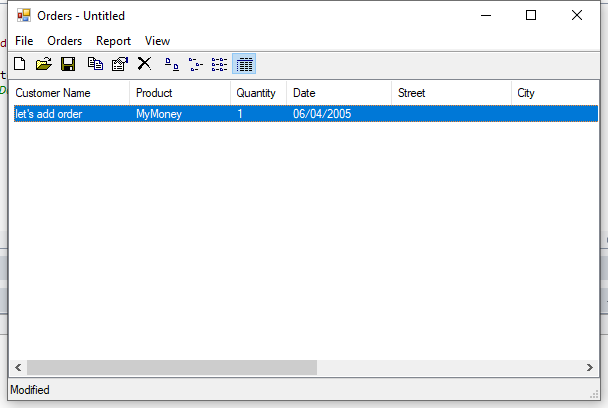 Orders - Untitled
File Orders Report View
Customer Name Product Quantity Date Street City
let's add order MyMoney 1 06/04/2005
Modified